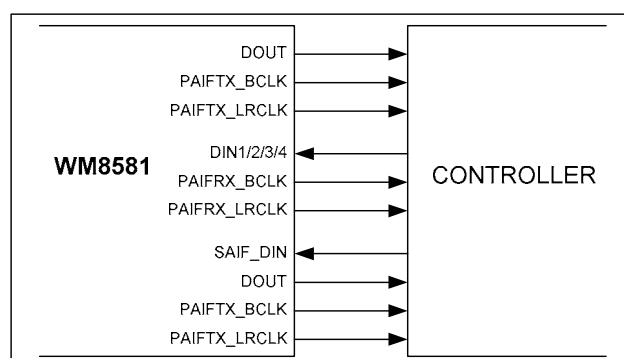 DOUT
PAIFTX_BCLK
PAIFTX_LRCLK
DIN1/2/3/4
WM8581
PAIFRX_BCLK
CONTROLLER
PAIFRX_LRCLK
SAIF_DIN
DOUT
PAIFTX_BCLK
PAIFTX_LRCLK